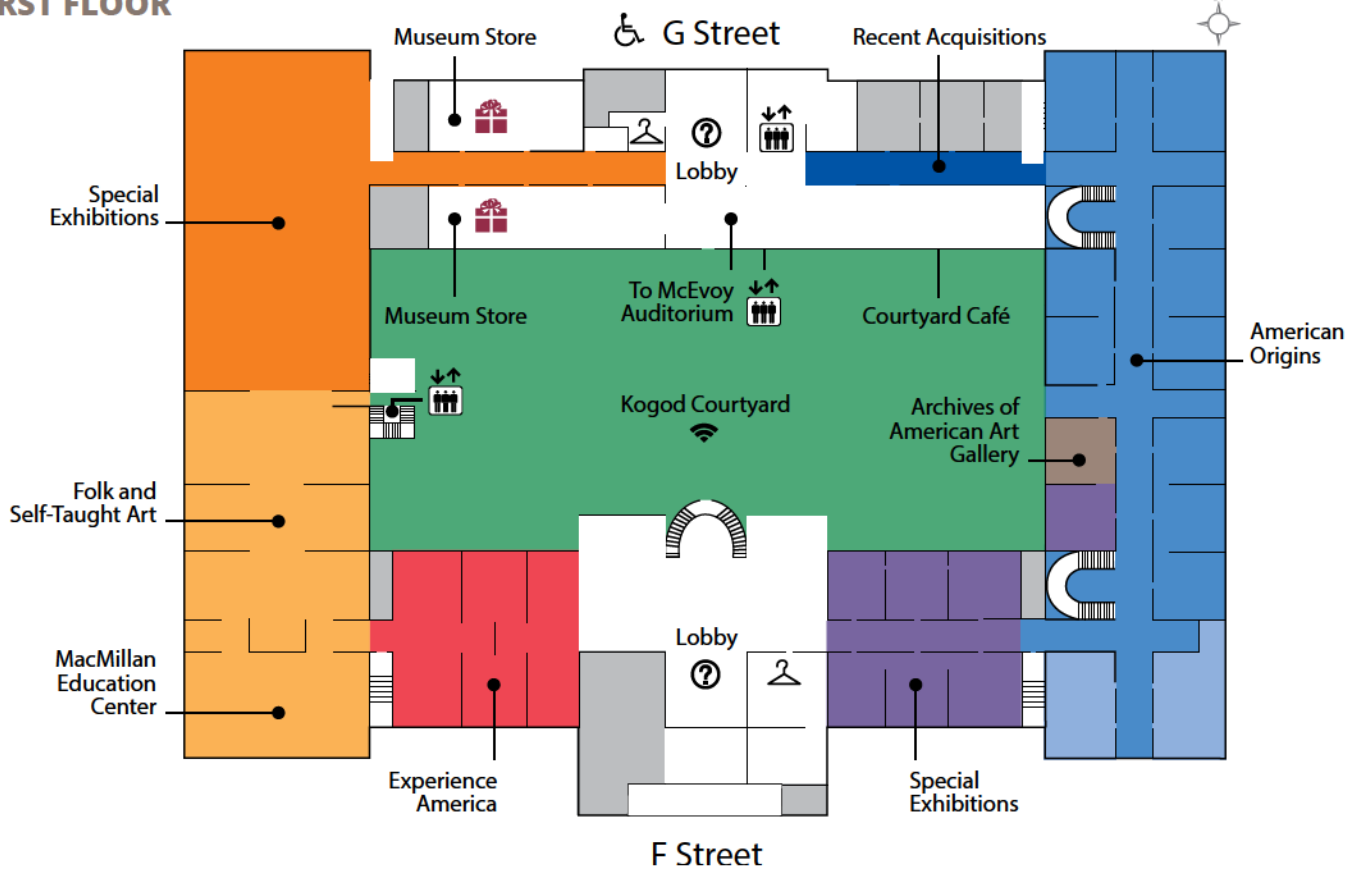 RST FLOOR
Museum Store
G Street
Recent Acquisitions
?
Lobby
Special
Exhibitions
Museum Store
To McEvoy
Auditorium
Courtyard Café
American
Origins
Kogod Courtyard
Archives of
American Art
Gallery
Folk and
Self-Taught Art
Lobby
?
MacMillan
Education
Center
Experience
America
Special
Exhibitions
F Street